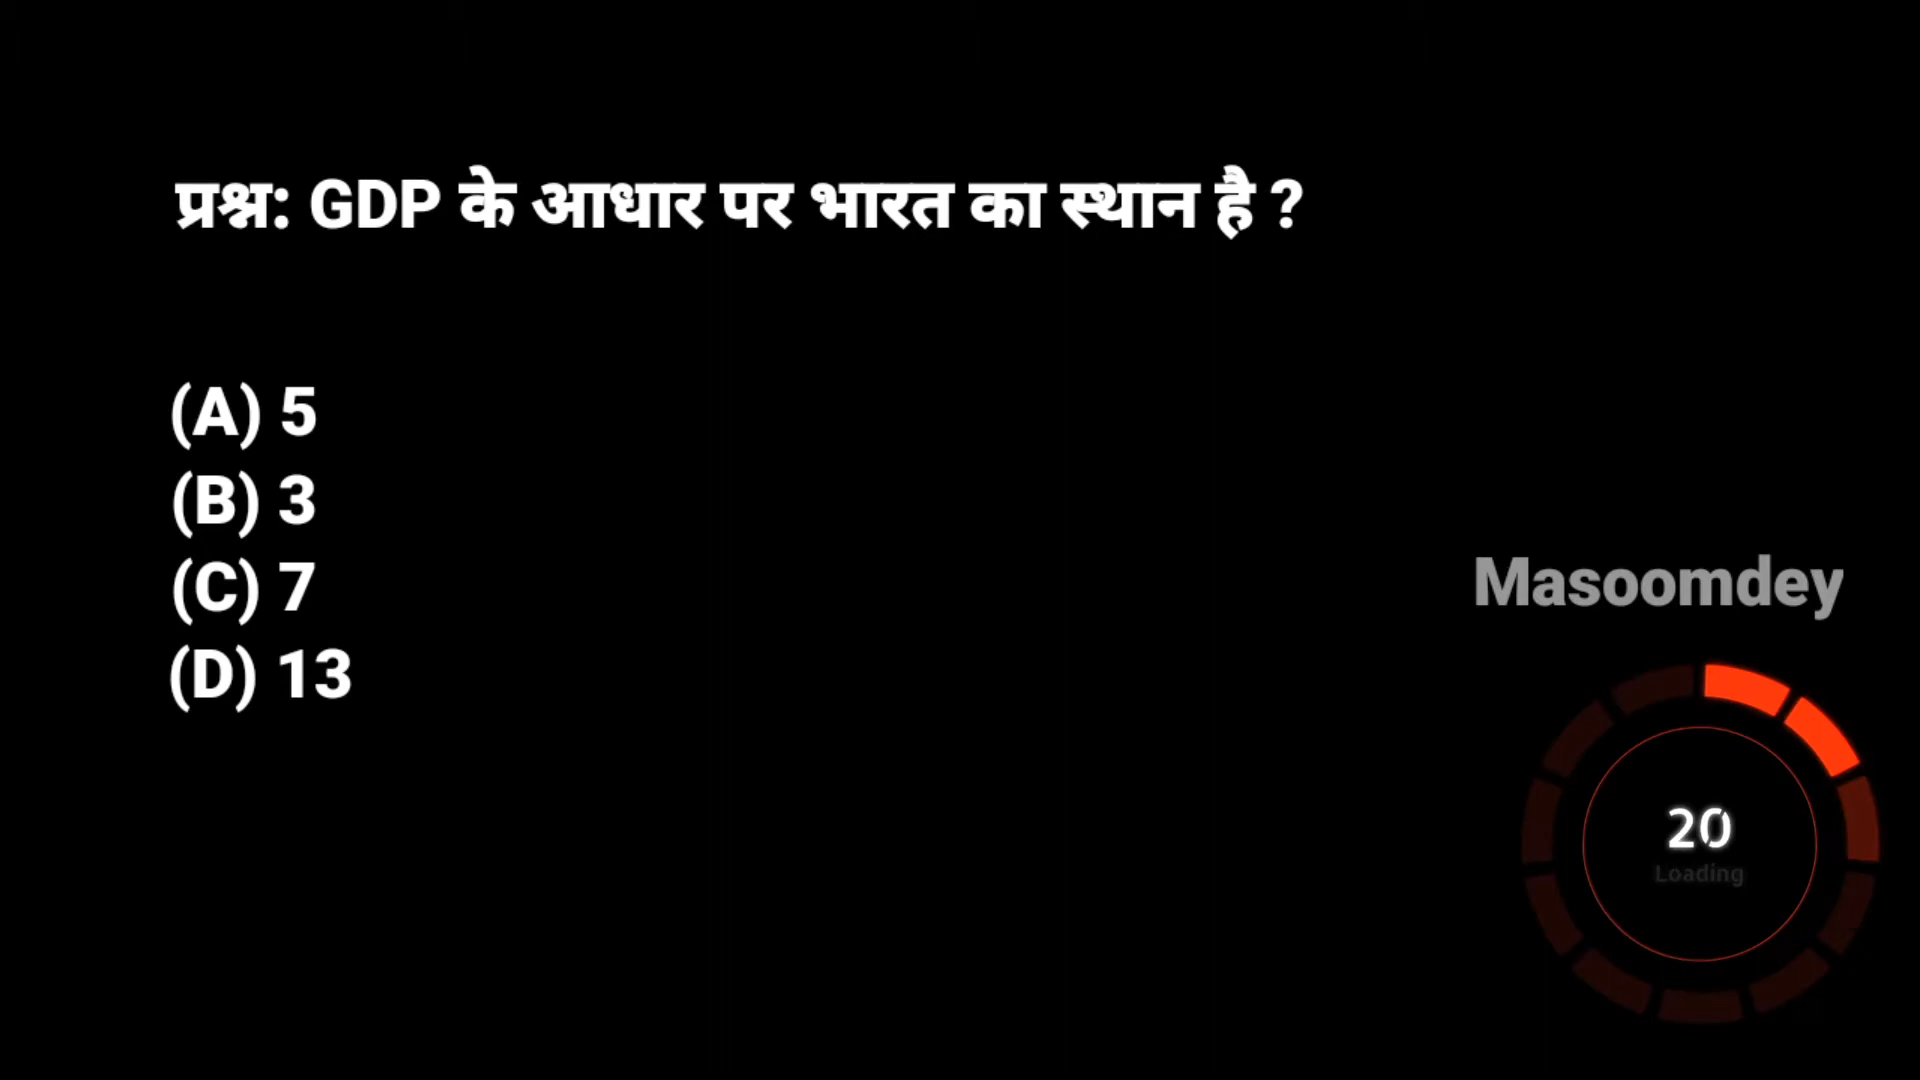 प्रश्न: GDP के आधार पर भारत का स्थान है ?
(A) 5
(B) 3
(C) 7
(D) 13
Masoomdey
20
Loading